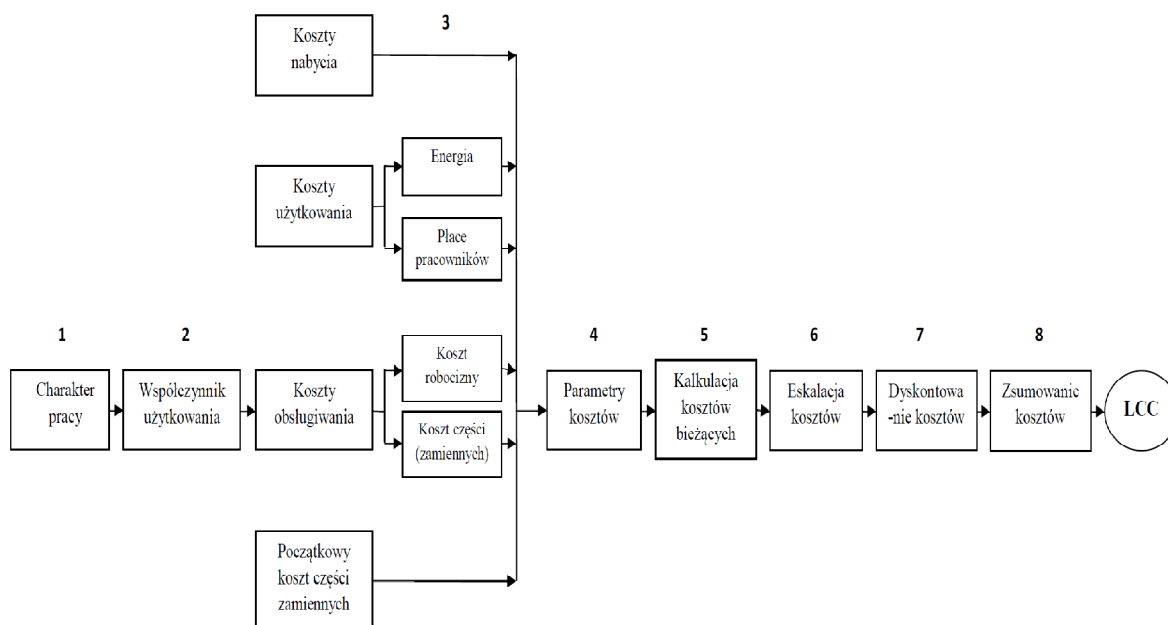 3
Koszty
nabycia
Koszty
użytkowania
Energia
Płace
pracowników
1
2
Charakter
pracy
Współczynnik
użytkowania
Koszty
obsługiwania
Koszt
robocizny
Koszt części
(zamiennych)
Początkowy
koszt części
zamiennych
4
Parametry
kosztów
5
Kalkulacja
kosztów
bieżących
6
Eskalacja
kosztów
7
Dyskontowa
-nie kosztów
8
Zsumowanic
kosztów
LCC